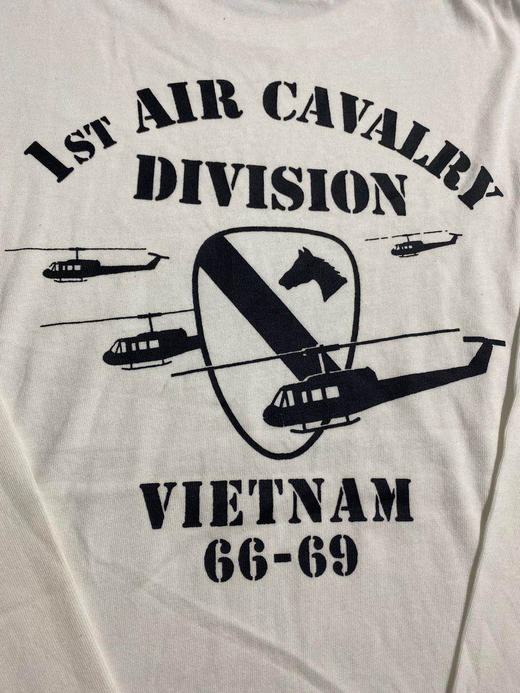 1ST AIR CAVALRY
DIVISION
VIETNAM
66-69